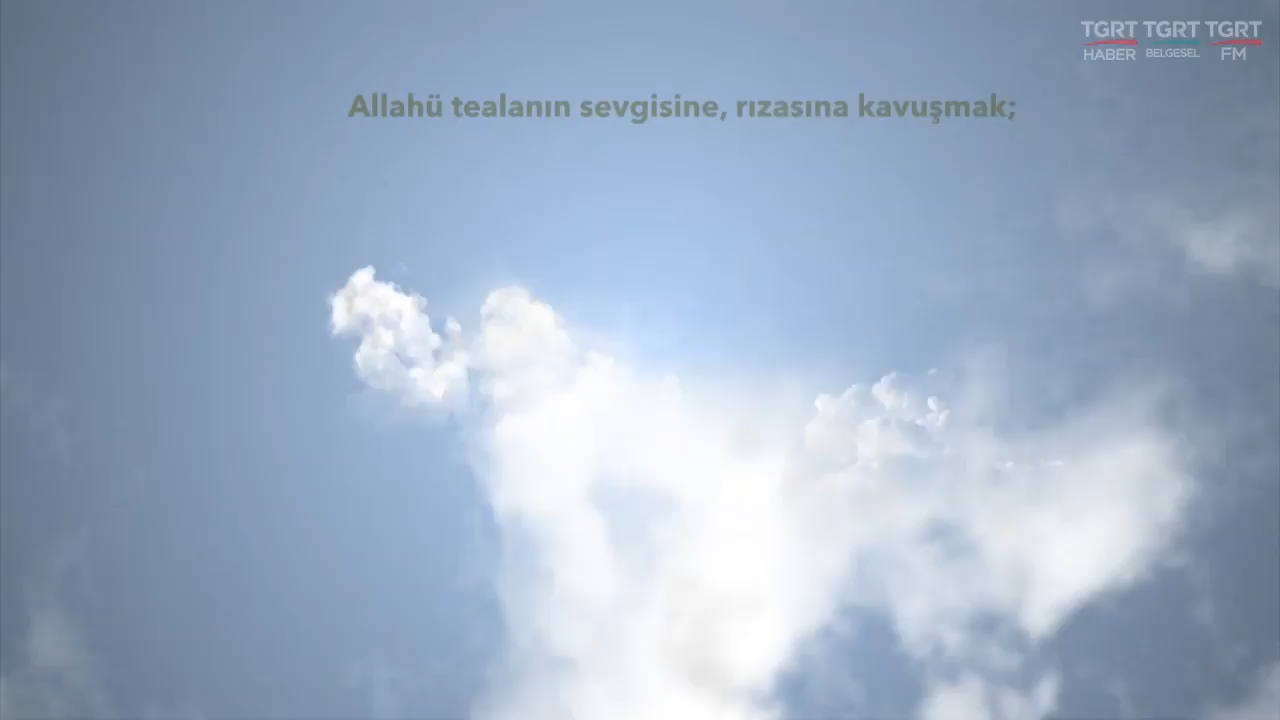 TGRT TGRT TGRT
HABER BELGESEL FM
Allahü tealanın sevgisine, rızasına kavuşmak;